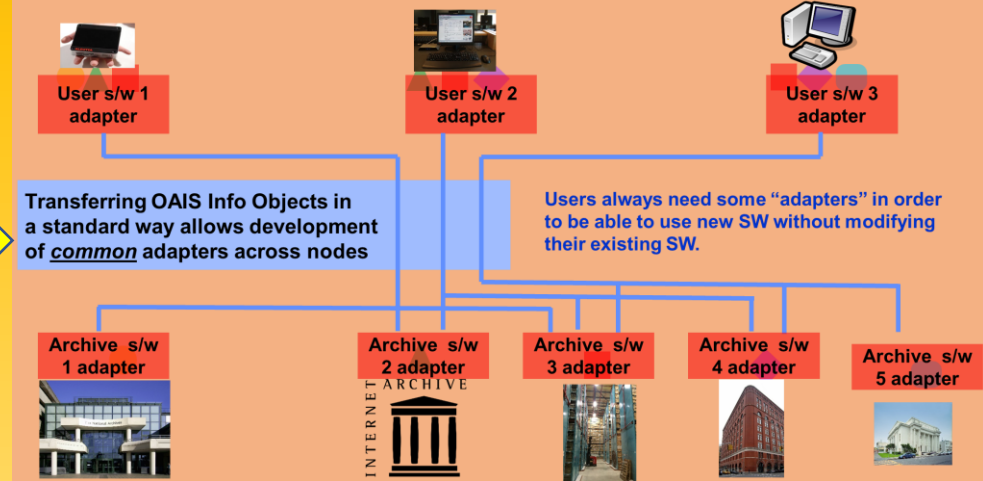 User s/w 1
adapter
User s/w 2
adapter
User s/w 3
adapter
Transferring OAIS Info Objects in
a standard way allows development
of common adapters across nodes
Users always need some “adapters” in order
to be able to use new SW without modifying
their existing SW.
Archive s/w
1 adapter
Archive s/w
2 adapter
Archive s/w
3 adapter
Archive s/w
4 adapter
Archive s/w
5 adapter
INTERNET
ARCHIVE